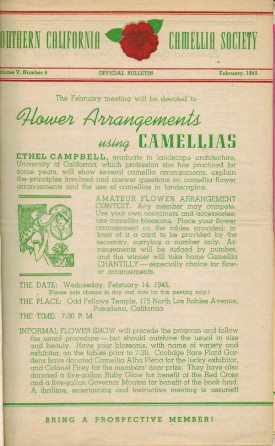 OUTHERN CALIFORNIA CAMELLIA SOCIETY
olume V, Number 4 OFFICIAL BULLETIN February, 1945
The February meeting will be devoted to
Flower Arrangements
using CAMELLIAS
ETHEL CAMPBELL, graduate in landscape architecture,
University of California, which profession she has practiced for
some years, will show several camellia arrangements, explain
the principles involved and answer questions on camellia flower
arrangements and the use of camellias in landscaping.
AMATEUR FLOWER ARRANGEMENT
CONTEST. Any member may compete.
Use your own containers and accessories;
use camellia blossoms. Place your flower
arrangement on the tables provided; in
front of it a card to be provided by the
secretary, carrying a number only. Ar-
rangements will be judged by number,
and the winner will take home Camellia
CHANTILLY — especially choice for flow-
er arrangements.
THE DATE: Wednesday, February 14, 1945.
(Please note change in day and date for this meeting only.)
THE PLACE: Odd Fellows Temple, 175 North Los Robles Avenue,
Pasadena, California
THE TIME: 7:30 P. M.
INFORMAL FLOWER SHOW will precede the program and follow
the usual procedure — but should outshine the usual in size
and beauty. Have your blossoms, with name of variety and
exhibitor, on the tables prior to 7:30. Coolidge Rare Plant Gar-
dens have donated Camellia Alba Plena for the lucky exhibitor,
and Colonel Firey for the members' door prize. They have also
donated a five-gallon Ruby Glow for benefit of the Red Cross
and a five-gallon Governor Mouton for benefit of the book fund.
A thrilling, entertaining and instructive meeting is assured!
BRING A PROSPECTIVE MEMBER!